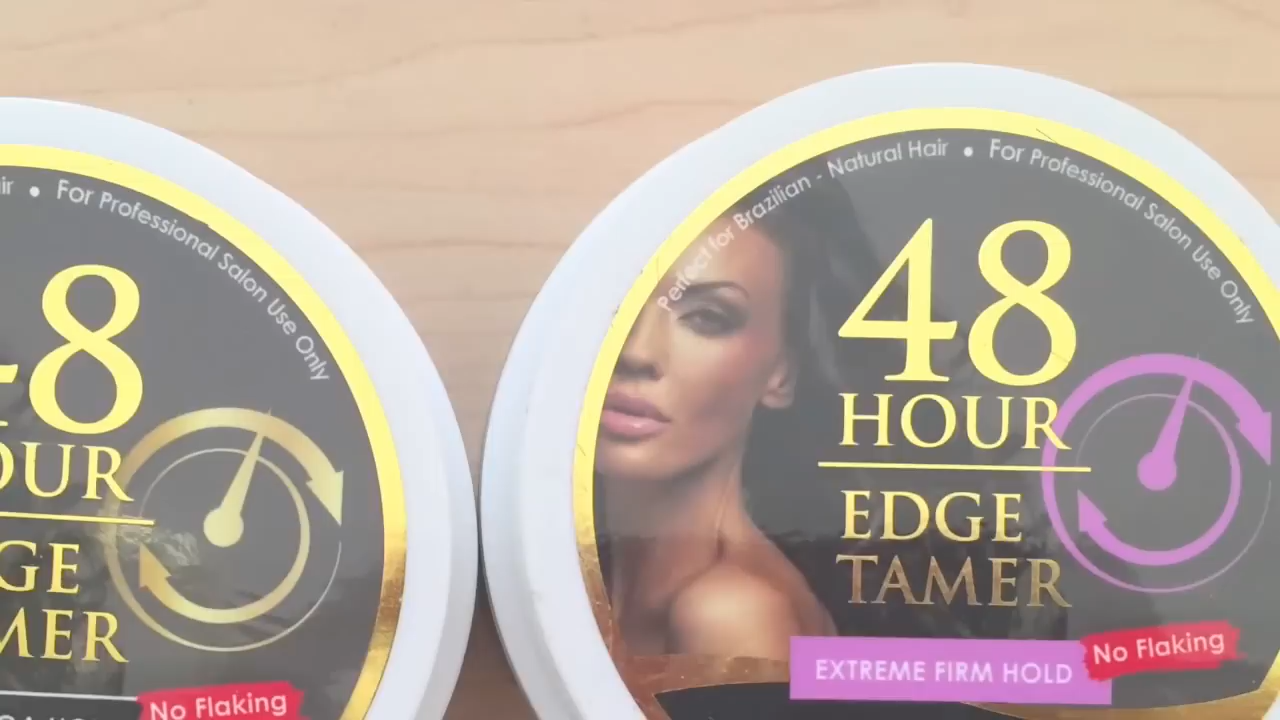 ir • For Professional Salon Use Only
48
OUR
GE
MER
No Flaking
Perfect for Brazilian - Natural Hair • For Professional Salon Use Only
48
HOUR
EDGE
TAMER
EXTREME FIRM HOLD
No Flaking